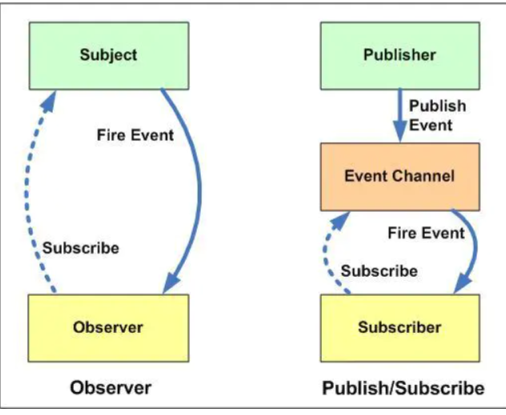 Subject
Fire Event
Subscribe
Observer
Observer
Publisher
Publish
Event
Event Channel
Fire Event
Subscribe
Subscriber
Publish/Subscribe